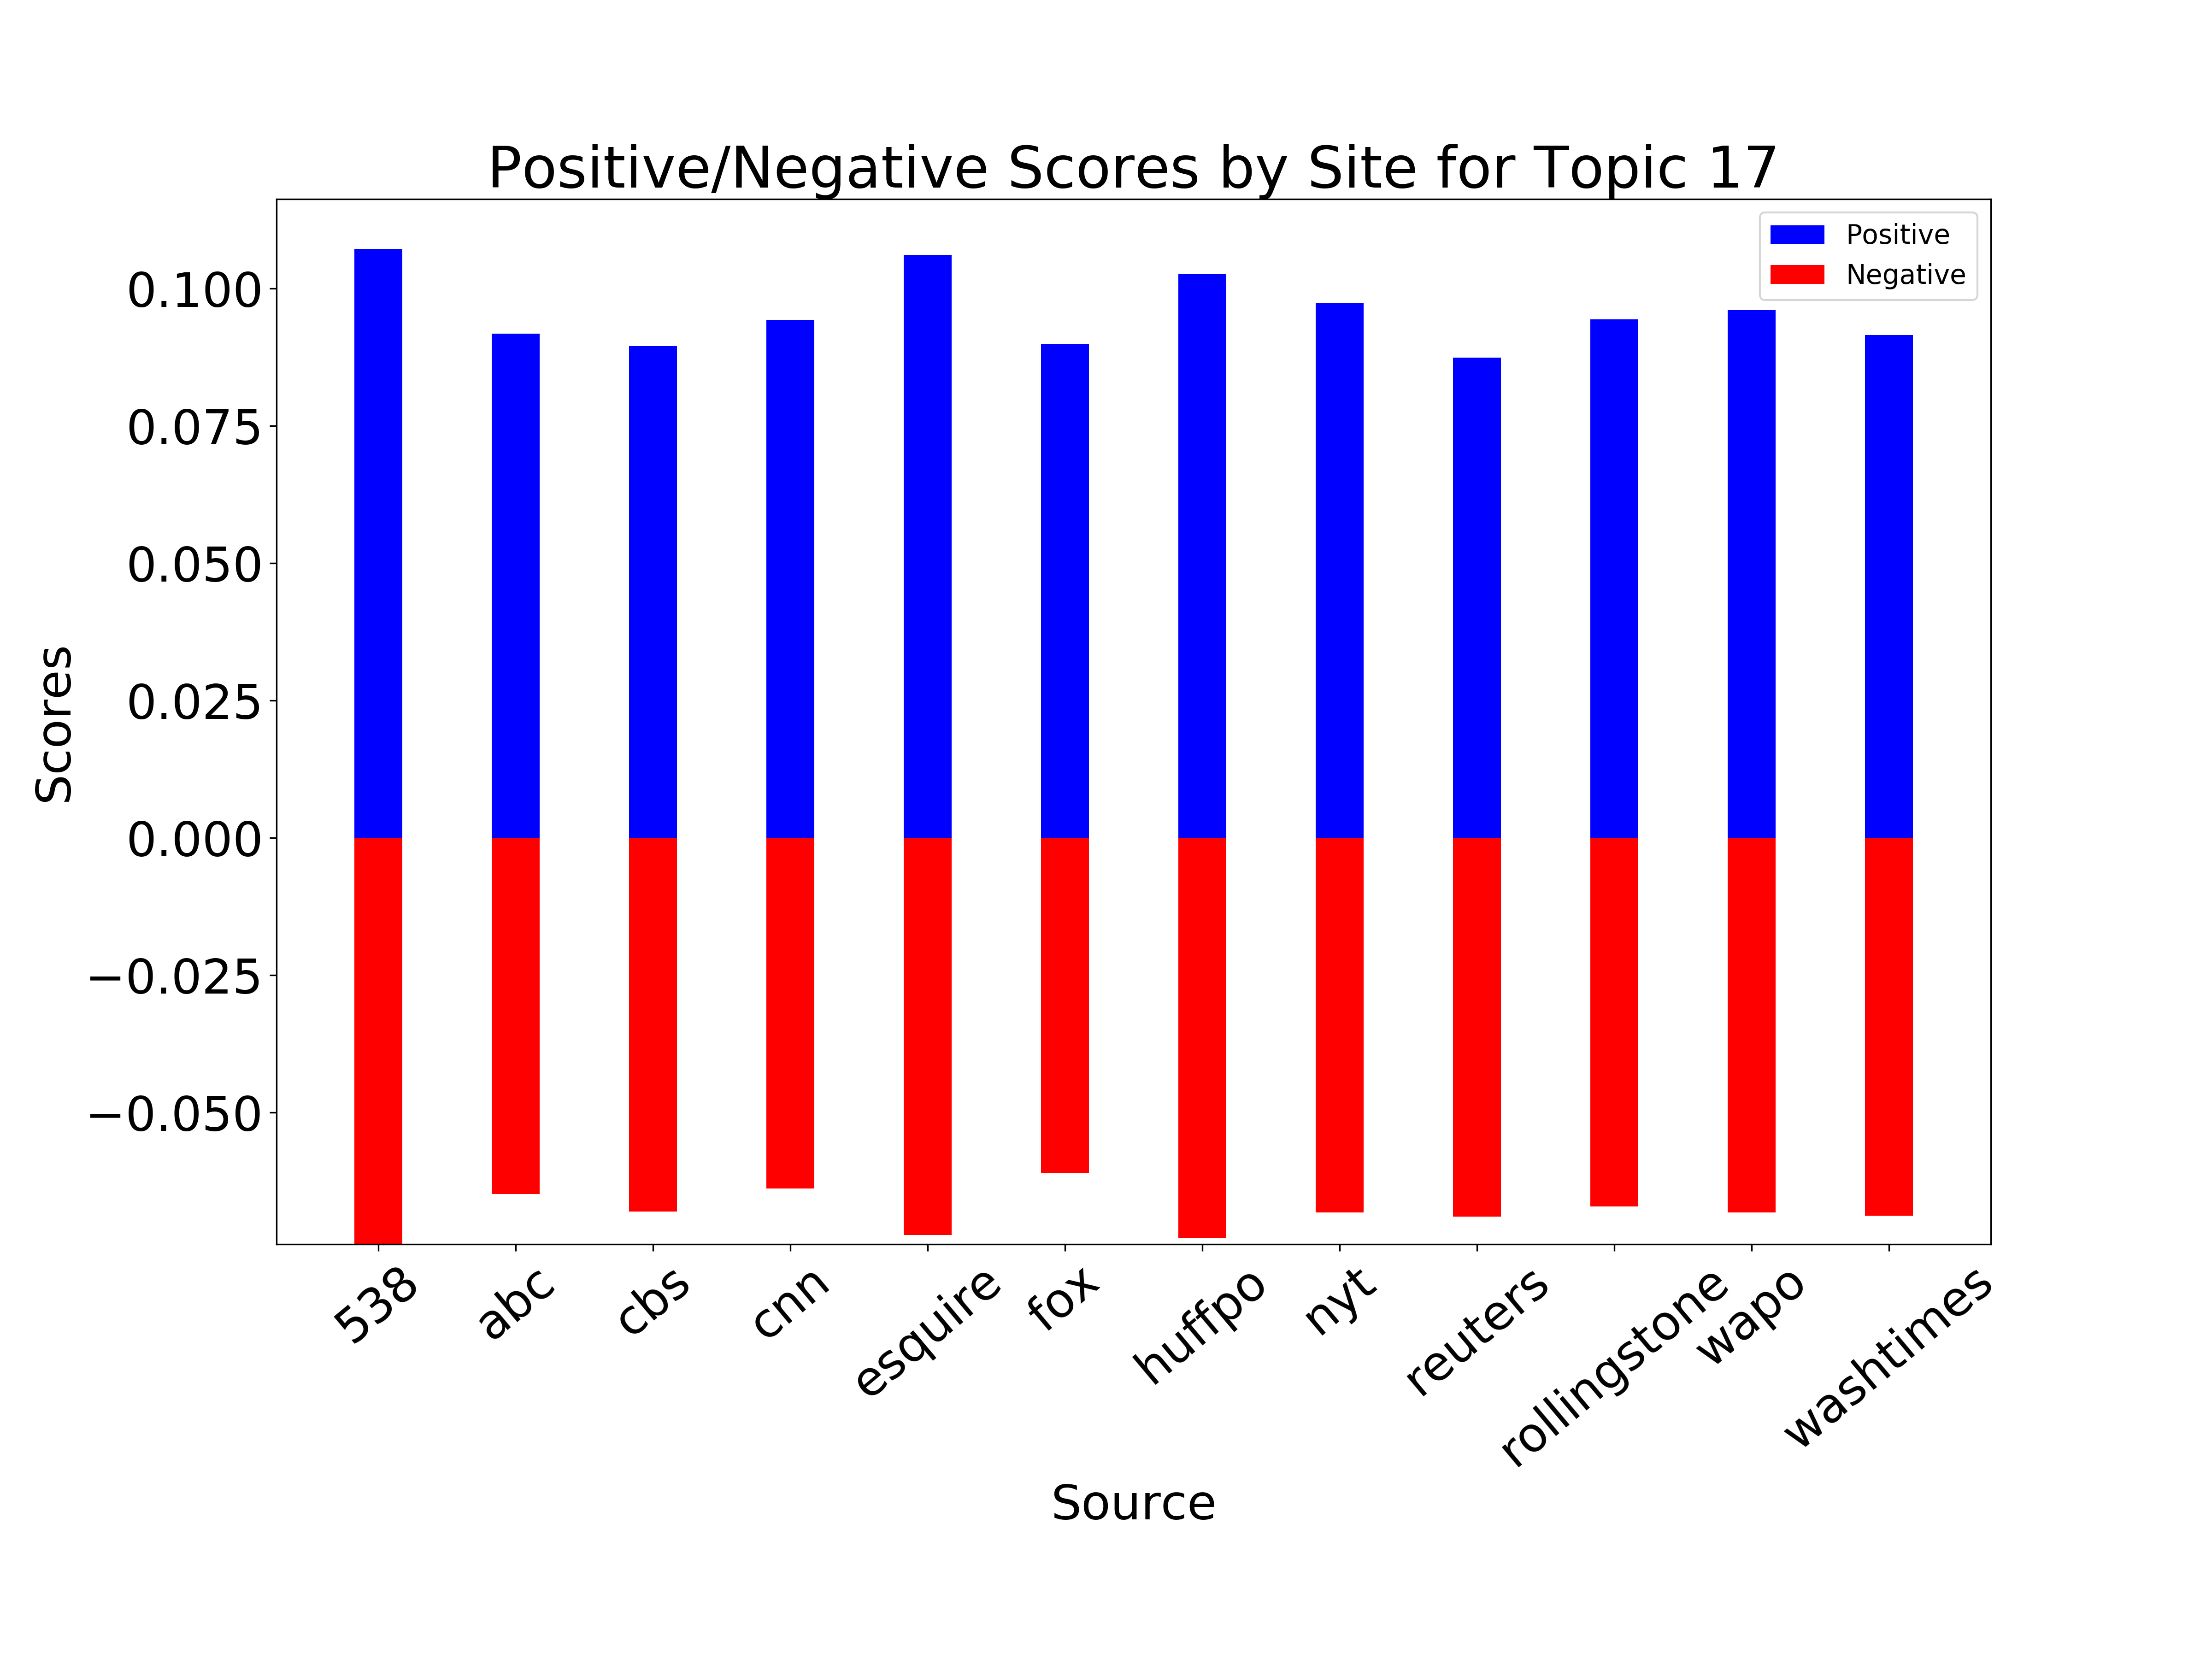 Positive/Negative Scores by Site for Topic 17
Positive
Negative
0.100
0.075
0.050
0.025
0.000
−0.025
−0.050
Scores
538
abc
cbs
cnn
esquire
fox
huffpo
nyt
reuters
rollingstone
wapo
washtimes
Source